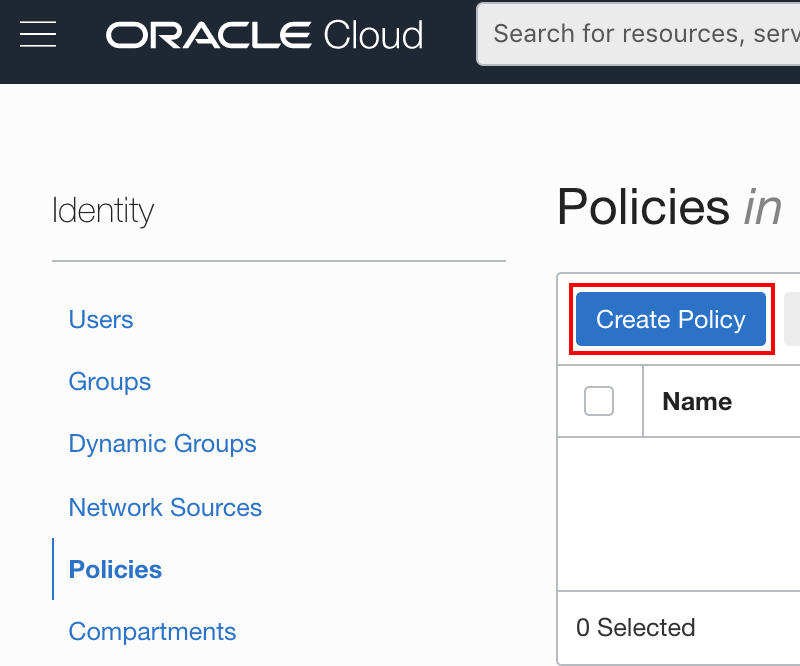 ORACLE Cloud
Search for resources, serv
Identity
Users
Groups
Dynamic Groups
Network Sources
Policies
Compartments
Policies in
Create Policy
Name
0 Selected